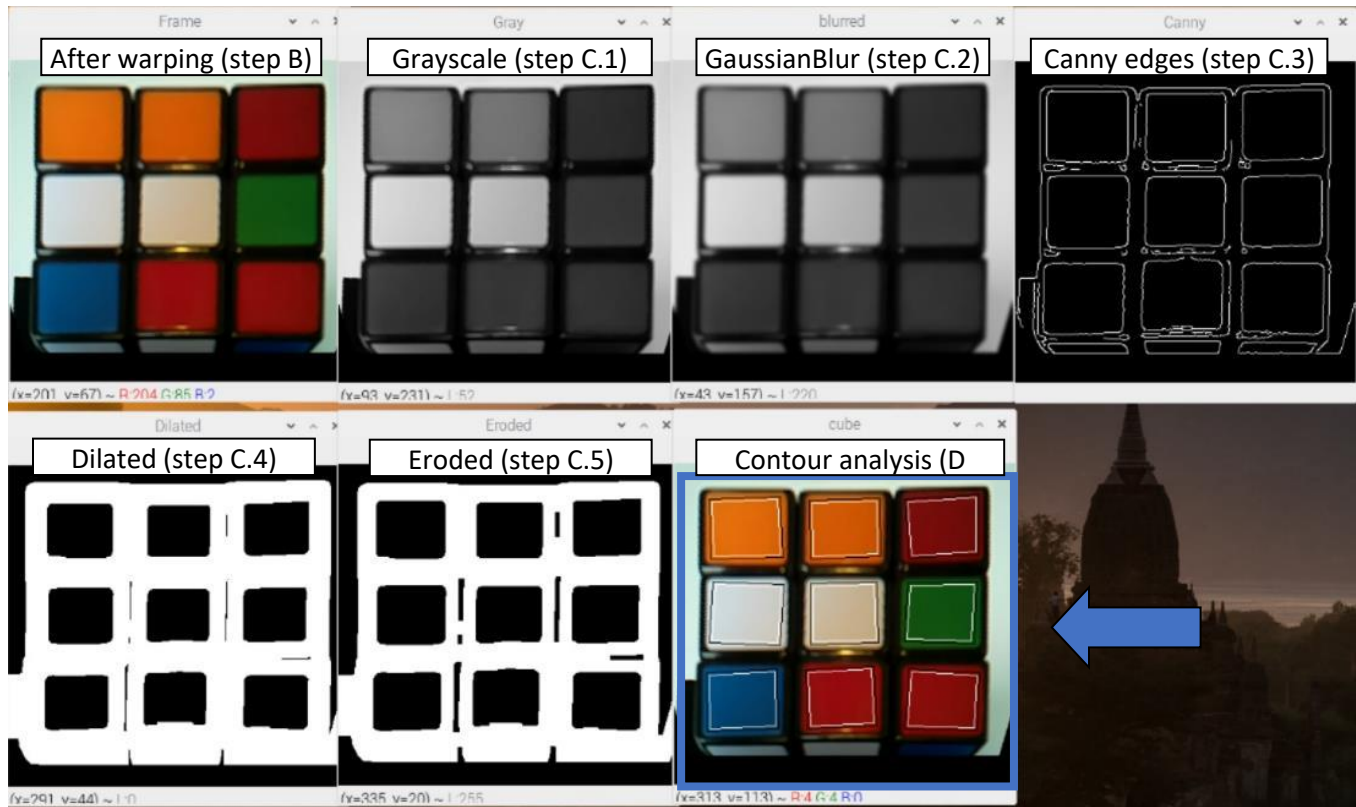 Frame
Gray
blurred
Canny
After warping (step B)
Grayscale (step C.1)
GaussianBlur (step C.2)
Canny edges (step C.3)
(x=201, y=67) ~ R:204 G:85 B:2
(x=93, y=231) ~ L:52
(x=43, y=157) ~ L:220
Dilated
Eroded
cube
Dilated (step C.4)
Eroded (step C.5)
Contour analysis (D
(x=291, y=44) ~ L:0
(x=335, y=20) ~ L:255
(x=313, y=113) ~ R:4 G:4 B:0